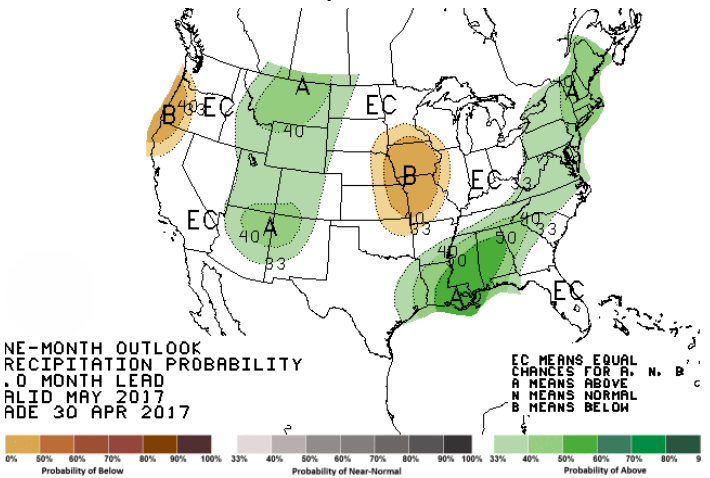 A
EC
A
40
33
EC
B
40
B
EC
33
EC
A
40
33
40
33
40
50
40
33
50
A
EC
NE-MONTH OUTLOOK
RECIPITATION PROBABILITY
.0 MONTH LEAD
ALID MAY 2017
ADE 30 APR 2017
EC MEANS EQUAL
CHANCES FOR A, N, B
A MEANS ABOVE
N MEANS NORMAL
B MEANS BELOW
0% 50% 60% 70% 80% 90% 100% 33% 40% 50% 60% 70% 80% 90% 100% 33% 40% 50% 60% 70% 80% 9
Probability of Below Probability of Near-Normal Probability of Above